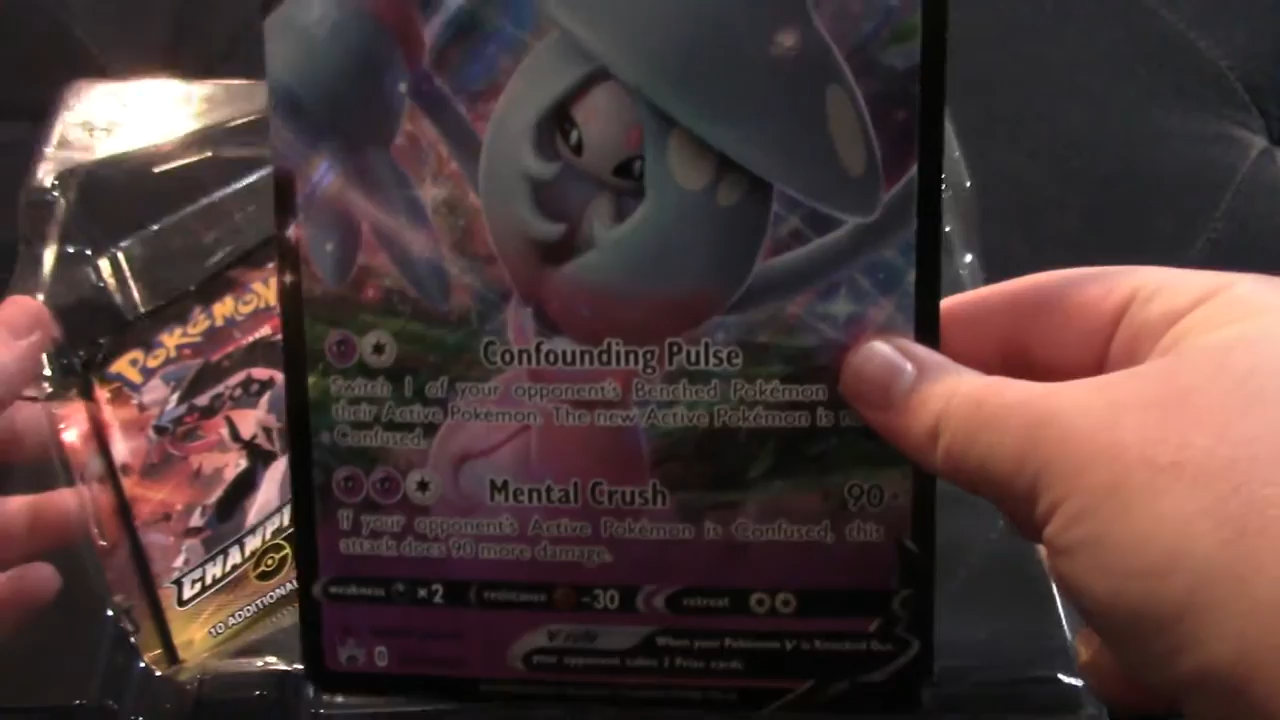 Confounding Pulse
Switch 1 of your opponent's Benched Pokémon
their Active Pokémon. The new Active Pokémon is
Confused.
Mental Crush 90
If your opponent's Active Pokémon is Confused, this
attack does 90 more damage.
weakness ×2 resistance -30 retreat
V rule When your Pokémon V is Knocked Out,
your opponent takes 2 Prize cards.
POKÉMON
CHAMPI
10 ADDITIONAL